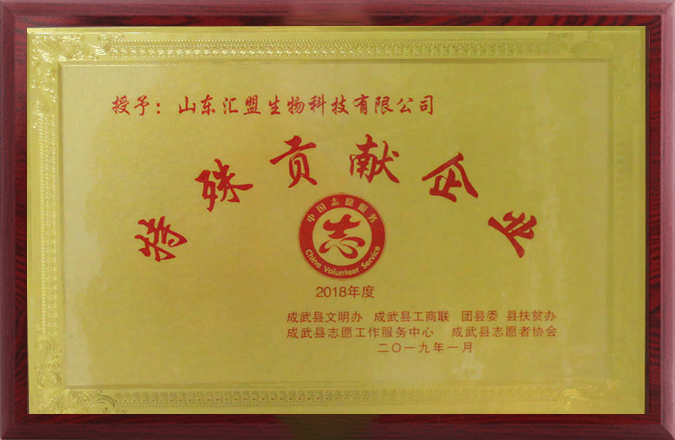 授予：山东汇盟生物科技有限公司
特殊贡献企业
中国志愿服务
志
China Volunteer Service
2018年度
成武县文明办 成武县工商联 团县委 县扶贫办
成武县志愿工作服务中心 成武县志愿者协会
二〇一九年一月